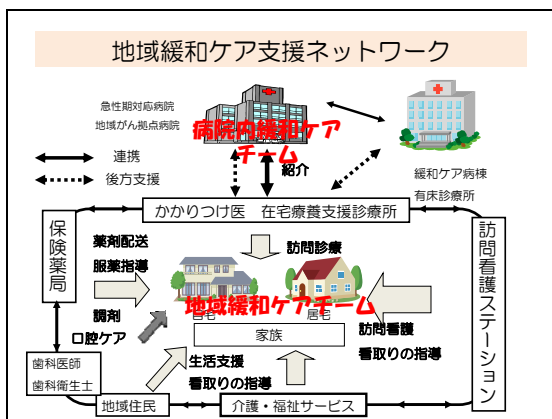 地域緩和ケア支援ネットワーク
急性期対応病院
地域がん拠点病院
病院内緩和ケア
チーム
連携
後方支援
紹介
緩和ケア病棟
有床診療所
かかりつけ医　在宅療養支援診療所
保険薬局
訪問看護ステーション
薬剤配送
服薬指導
訪問診療
地域緩和ケアチーム
自宅
居宅
調剤
口腔ケア
家族
訪問看護
看取りの指導
生活支援
看取りの指導
歯科医師
歯科衛生士
地域住民
介護・福祉サービス